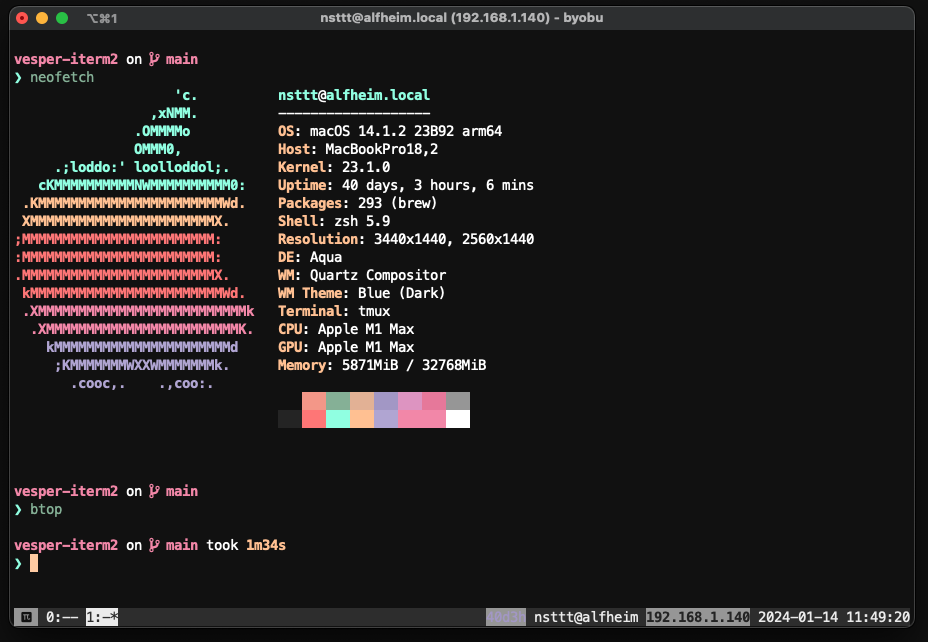 ⌥⌘1 nsttt@alfheim.local (192.168.1.140) - byobu
vesper-iterm2 on main
❯ neofetch
'c. nsttt@alfheim.local
,xNMM. -------------------
.OMMMMo OS: macOS 14.1.2 23B92 arm64
OMMM0, Host: MacBookPro18,2
.;loddo:' loolloddol;. Kernel: 23.1.0
cKMMMMMMMMMMNWMMMMMMMMMM0: Uptime: 40 days, 3 hours, 6 mins
.KMMMMMMMMMMMMMMMMMMMMMMMWd. Packages: 293 (brew)
XMMMMMMMMMMMMMMMMMMMMMMMX. Shell: zsh 5.9
;MMMMMMMMMMMMMMMMMMMMMMMM: Resolution: 3440x1440, 2560x1440
:MMMMMMMMMMMMMMMMMMMMMMMM: DE: Aqua
.MMMMMMMMMMMMMMMMMMMMMMMMX. WM: Quartz Compositor
kMMMMMMMMMMMMMMMMMMMMMMMMWd. WM Theme: Blue (Dark)
.XMMMMMMMMMMMMMMMMMMMMMMMMMMk Terminal: tmux
.XMMMMMMMMMMMMMMMMMMMMMMMMK. CPU: Apple M1 Max
kMMMMMMMMMMMMMMMMMMMMMMd GPU: Apple M1 Max
;KMMMMMMMWXXWMMMMMMMk. Memory: 5871MiB / 32768MiB
.cooc,. .,coo:.
vesper-iterm2 on main
❯ btop
vesper-iterm2 on main took 1m34s
❯
0:-- 1:-* 40d3h nsttt@alfheim 192.168.1.140 2024-01-14 11:49:20